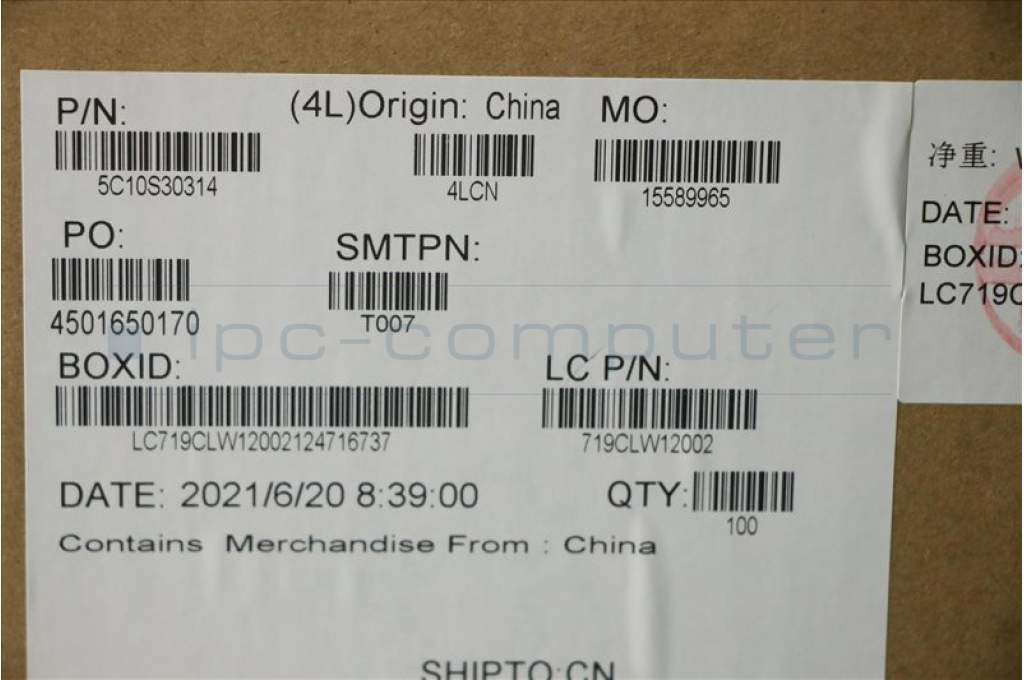 P/N:
(4L)Origin: China
MO:
5C10S30314
4LCN
15589965
PO:
SMTPN:
4501650170
T007
ipc-computer
BOXID:
LC P/N:
LC719CLW12002124716737
719CLW12002
DATE: 2021/6/20 8:39:00
QTY:
100
Contains Merchandise From : China
SHIPTO:CN
净重:
DATE:
BOXID:
LC719C